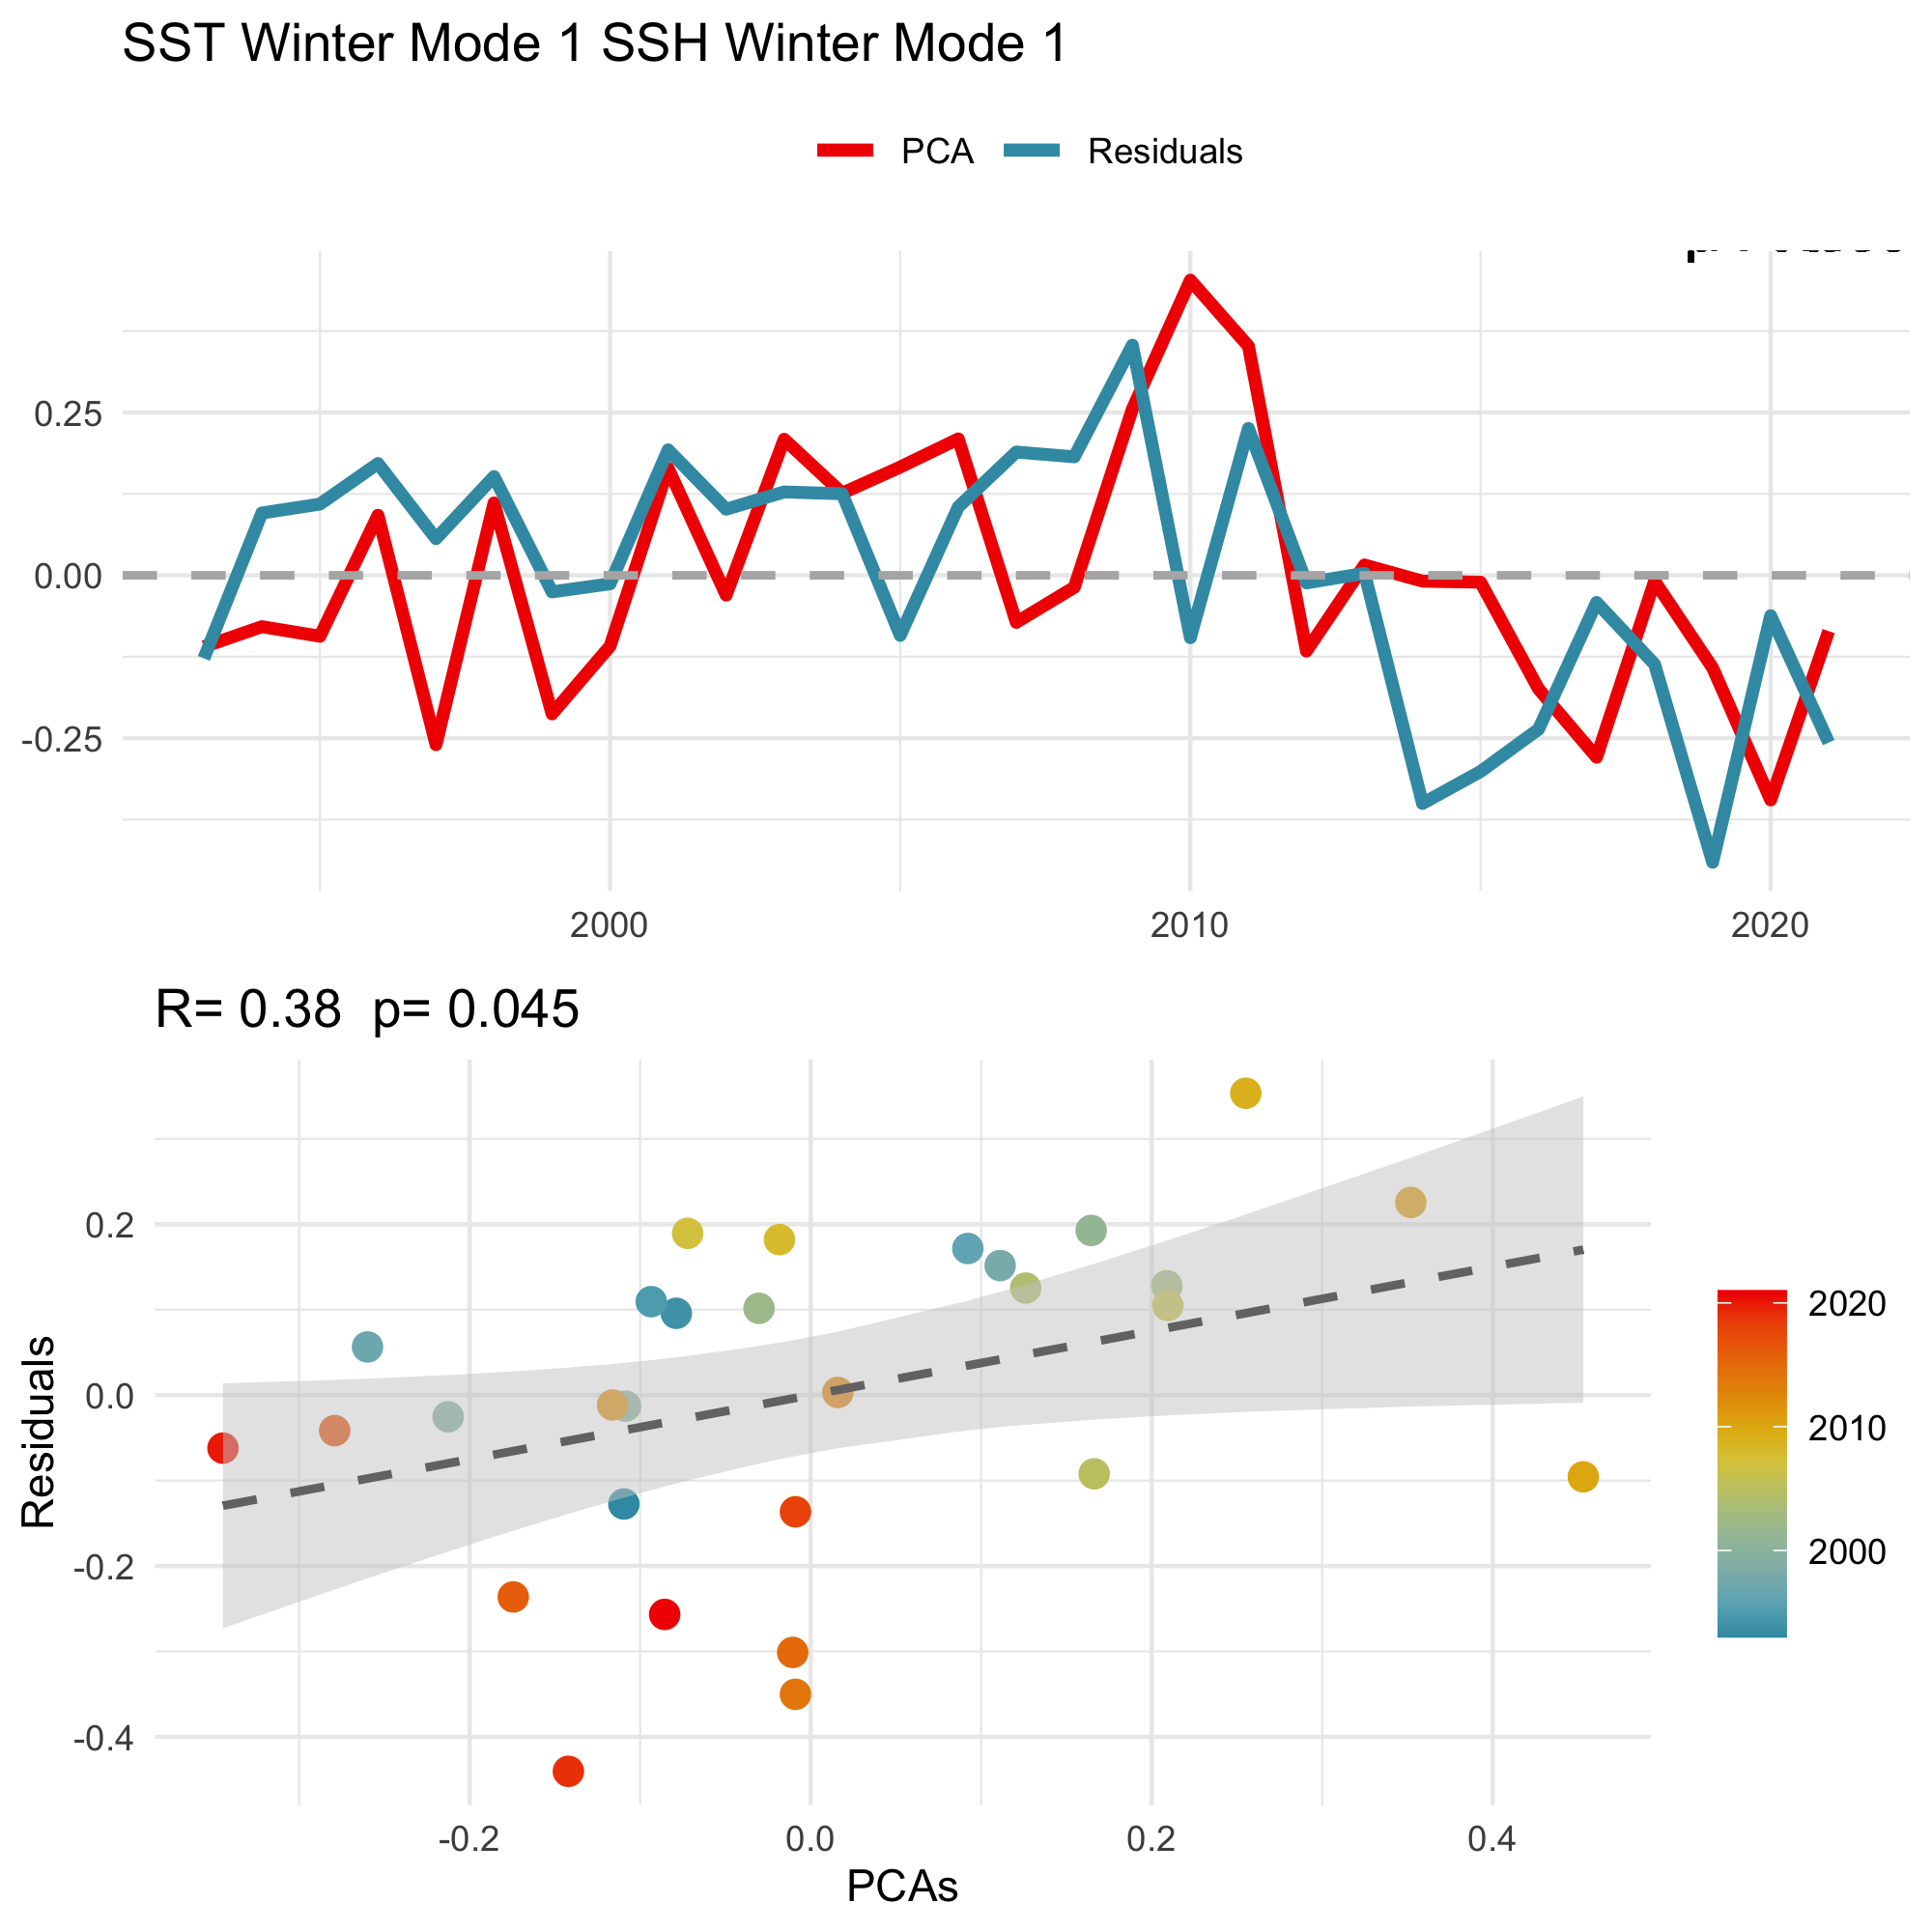 SST Winter Mode 1 SSH Winter Mode 1
PCA Residuals
0.25
0.00
-0.25
2000 2010 2020
R= 0.38 p= 0.045
Residuals
0.2
0.0
-0.2
-0.4
-0.2 0.0 0.2 0.4
PCAs
2020
2010
2000